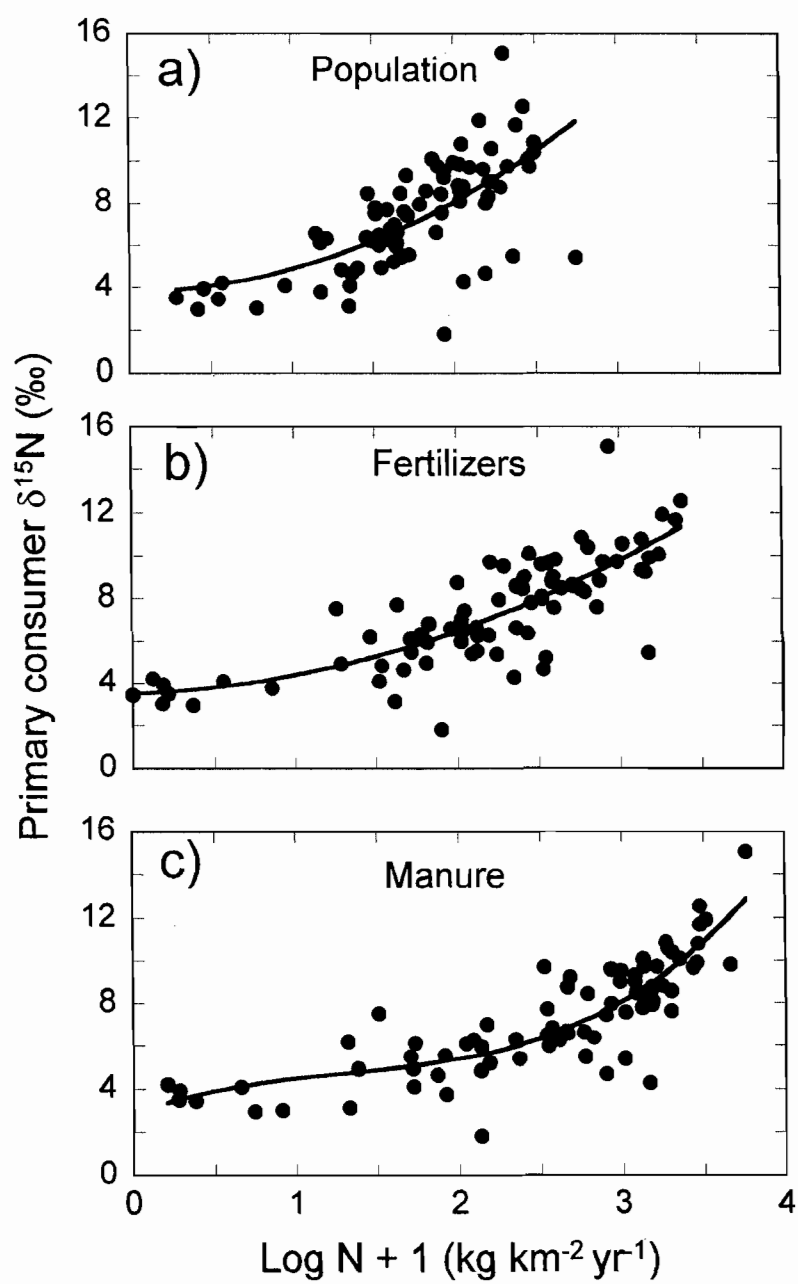 16
a)
Population
12
8
4
0
16
b)
Fertilizers
12
8
4
0
Primary consumer δ¹⁵N (‰)
16
c)
Manure
12
8
4
0
0 1 2 3 4
Log N + 1 (kg km⁻² yr⁻¹)